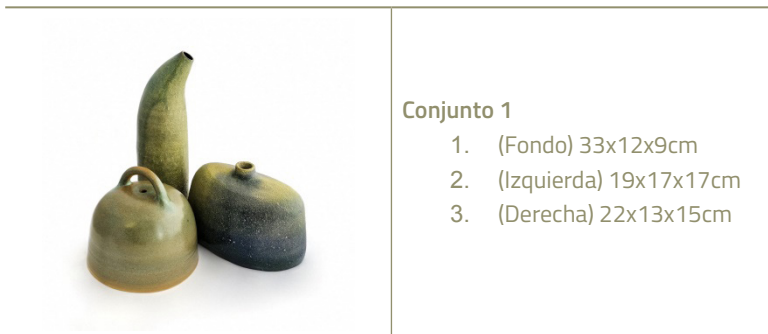 Conjunto 1
1. (Fondo) 33x12x9cm
2. (Izquierda) 19x17x17cm
3. (Derecha) 22x13x15cm